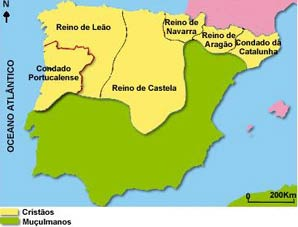 N
Reino de Leão
Reino de
Navarra
Reino de
Aragão
Condado da
Catalunha
Condado
Portucalense
Reino de Castela
OCEANO ATLÂNTICO
0 200Km
Cristãos
Muçulmanos